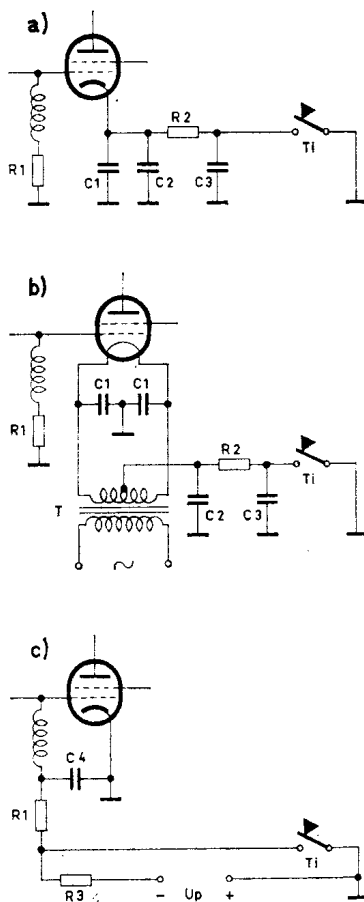 a)
R2
R1
C1
C2
C3
Ti
b)
C1 C1
R1
R2
T
C2
C3
Ti
~
c)
C4
R1
Ti
R3
- Up +